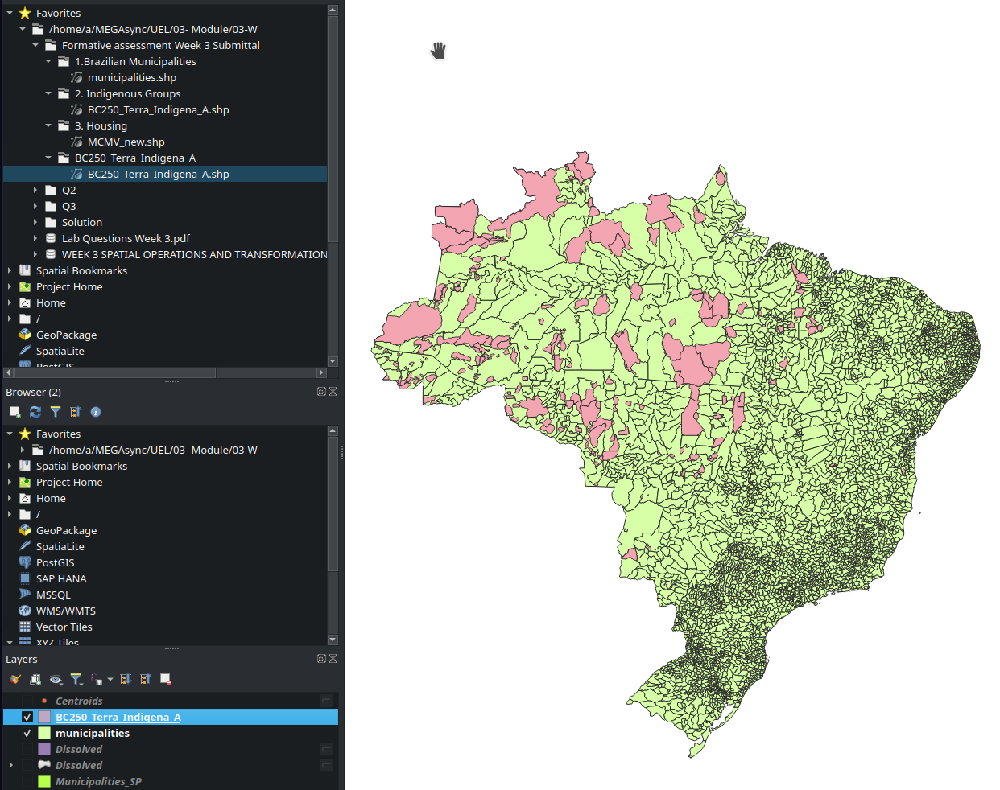 Favorites
/home/a/MEGAsync/UEL/03- Module/03-W
Formative assessment Week 3 Submittal
1.Brazilian Municipalities
municipalities.shp
2. Indigenous Groups
BC250_Terra_Indigena_A.shp
3. Housing
MCMV_new.shp
BC250_Terra_Indigena_A
BC250_Terra_Indigena_A.shp
Q2
Q3
Solution
Lab Questions Week 3.pdf
WEEK 3 SPATIAL OPERATIONS AND TRANSFORMATION
Spatial Bookmarks
Project Home
Home
/
GeoPackage
SpatiaLite
PostGIS
Browser (2)
Favorites
/home/a/MEGAsync/UEL/03- Module/03-W
Spatial Bookmarks
Project Home
Home
/
GeoPackage
SpatiaLite
PostGIS
SAP HANA
MSSQL
WMS/WMTS
Vector Tiles
XYZ Tiles
Layers
Centroids
BC250_Terra_Indigena_A
municipalities
Dissolved
Dissolved
Municipalities_SP